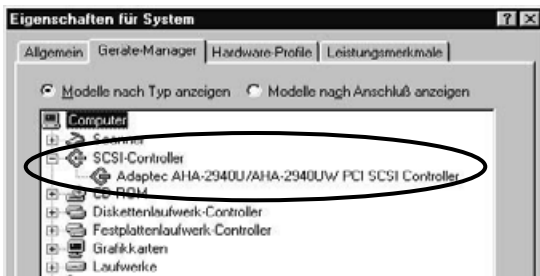 Eigenschaften für System
Allgemein Geräte-Manager Hardware-Profile Leistungsmerkmale
Modelle nach Typ anzeigen Modelle nach Anschluß anzeigen
Computer
Scanner
SCSI-Controller
Adaptec AHA-2940U/AHA-2940UW PCI SCSI Controller
CD-ROM
Diskettenlaufwerk-Controller
Festplattenlaufwerk-Controller
Grafikkarten
Laufwerke